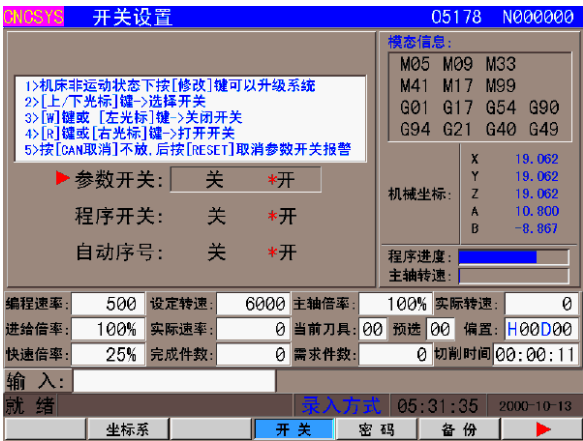 CNCSYS 开关设置 O5178 N000000
1>机床非运动状态下按[修改]键可以升级系统
2>[上/下光标]键->选择开关
3>[W]键或 [左光标]键->关闭开关
4>[R]键或[右光标]键->打开开关
5>按[CAN取消]不放,后按[RESET]取消参数开关报警
参数开关: 关 *开
程序开关: 关 *开
自动序号: 关 *开
模态信息:
M05 M09 M33
M41 M17 M99
G01 G17 G54 G90
G94 G21 G40 G49
机械坐标:
X 19.062
Y 19.062
Z 19.062
A 10.800
B -8.867
程序进度:
主轴转速:
编程速率: 500 设定转速: 6000 主轴倍率: 100% 实际转速: 0
进给倍率: 100% 实际速率: 0 当前刀具: 00 预选 00 偏置: H00D00
快速倍率: 25% 完成件数: 0 需求件数: 0 切削时间 00:00:11
输 入:
就 绪 录入方式 05:31:35 2000-10-13
坐标系 开 关 密 码 备 份